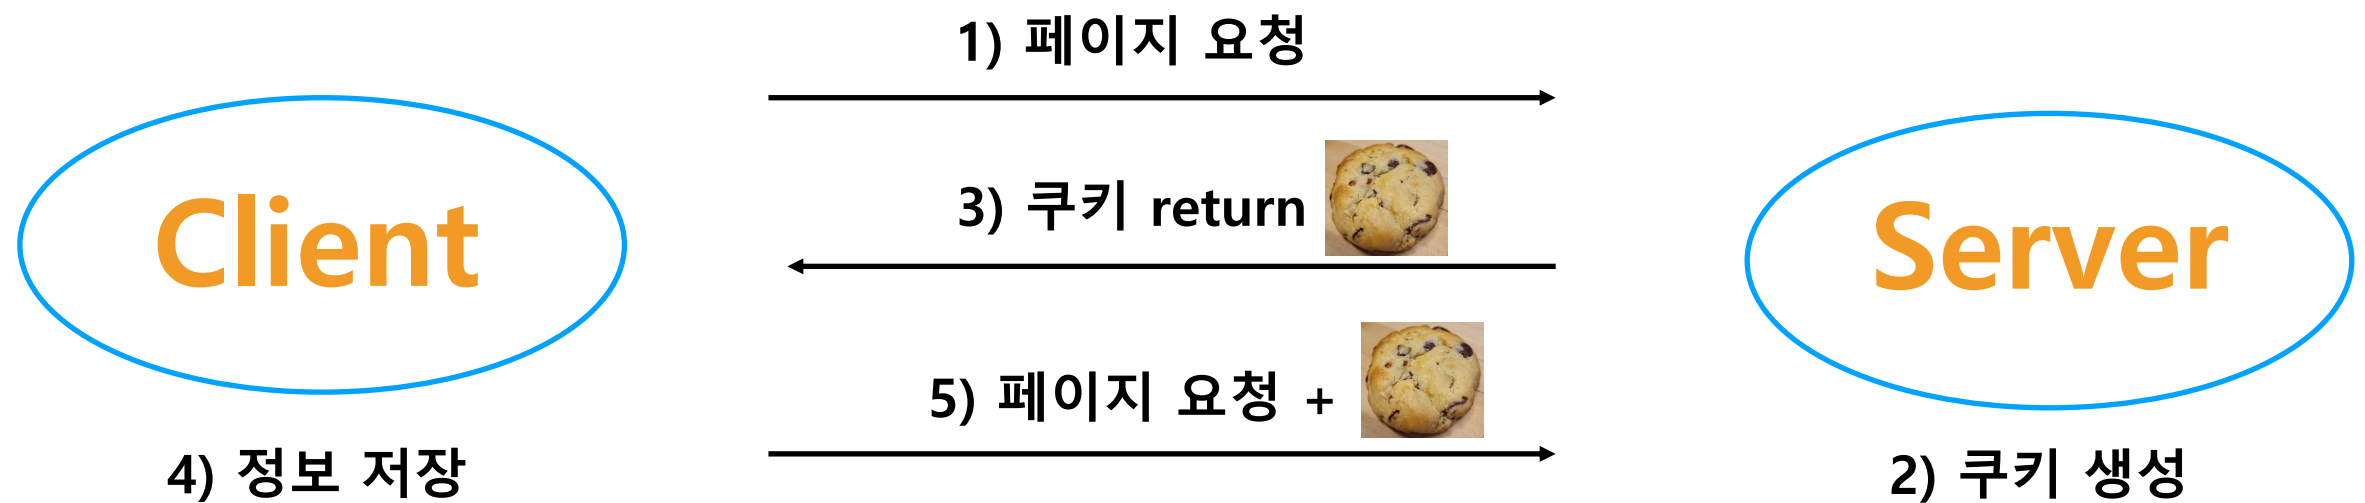 1) 페이지 요청
Client
3) 쿠키 return
Server
5) 페이지 요청 +
4) 정보 저장
2) 쿠키 생성